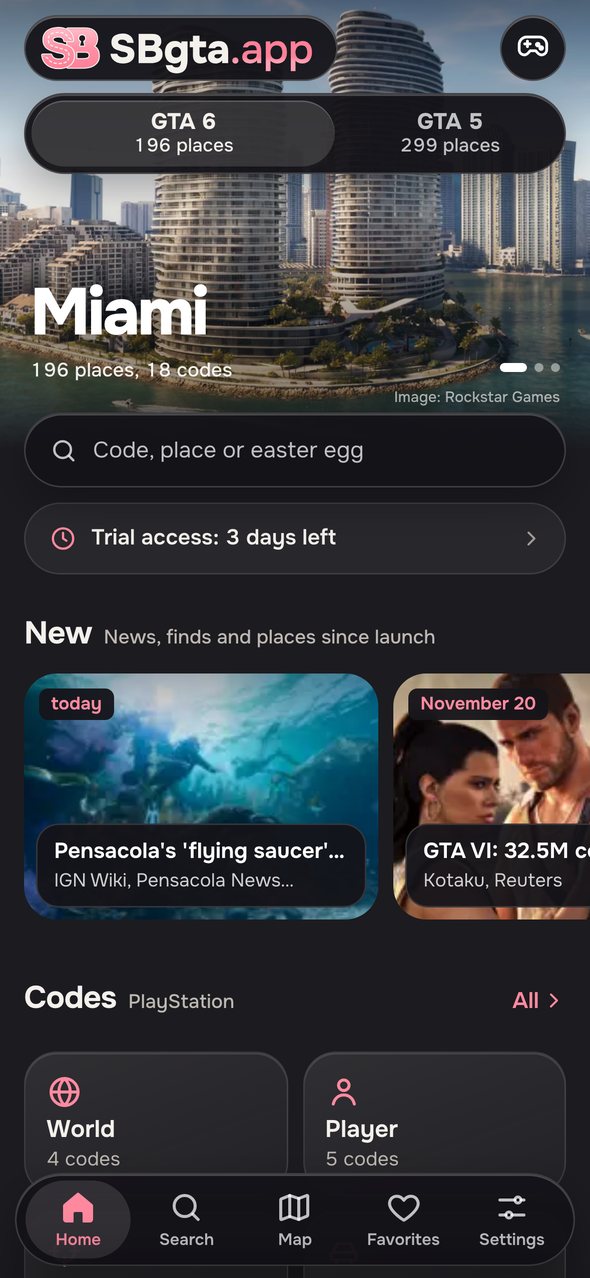 SB SBgta.app
GTA 6
196 places
GTA 5
299 places
Miami
196 places, 18 codes
Image: Rockstar Games
Code, place or easter egg
Trial access: 3 days left
New News, finds and places since launch
today
Pensacola's 'flying saucer'...
IGN Wiki, Pensacola News...
November 20
GTA VI: 32.5M
Kotaku, Reuters
Codes PlayStation
All
World
4 codes
Player
5 codes
Home
Search
Map
Favorites
Settings